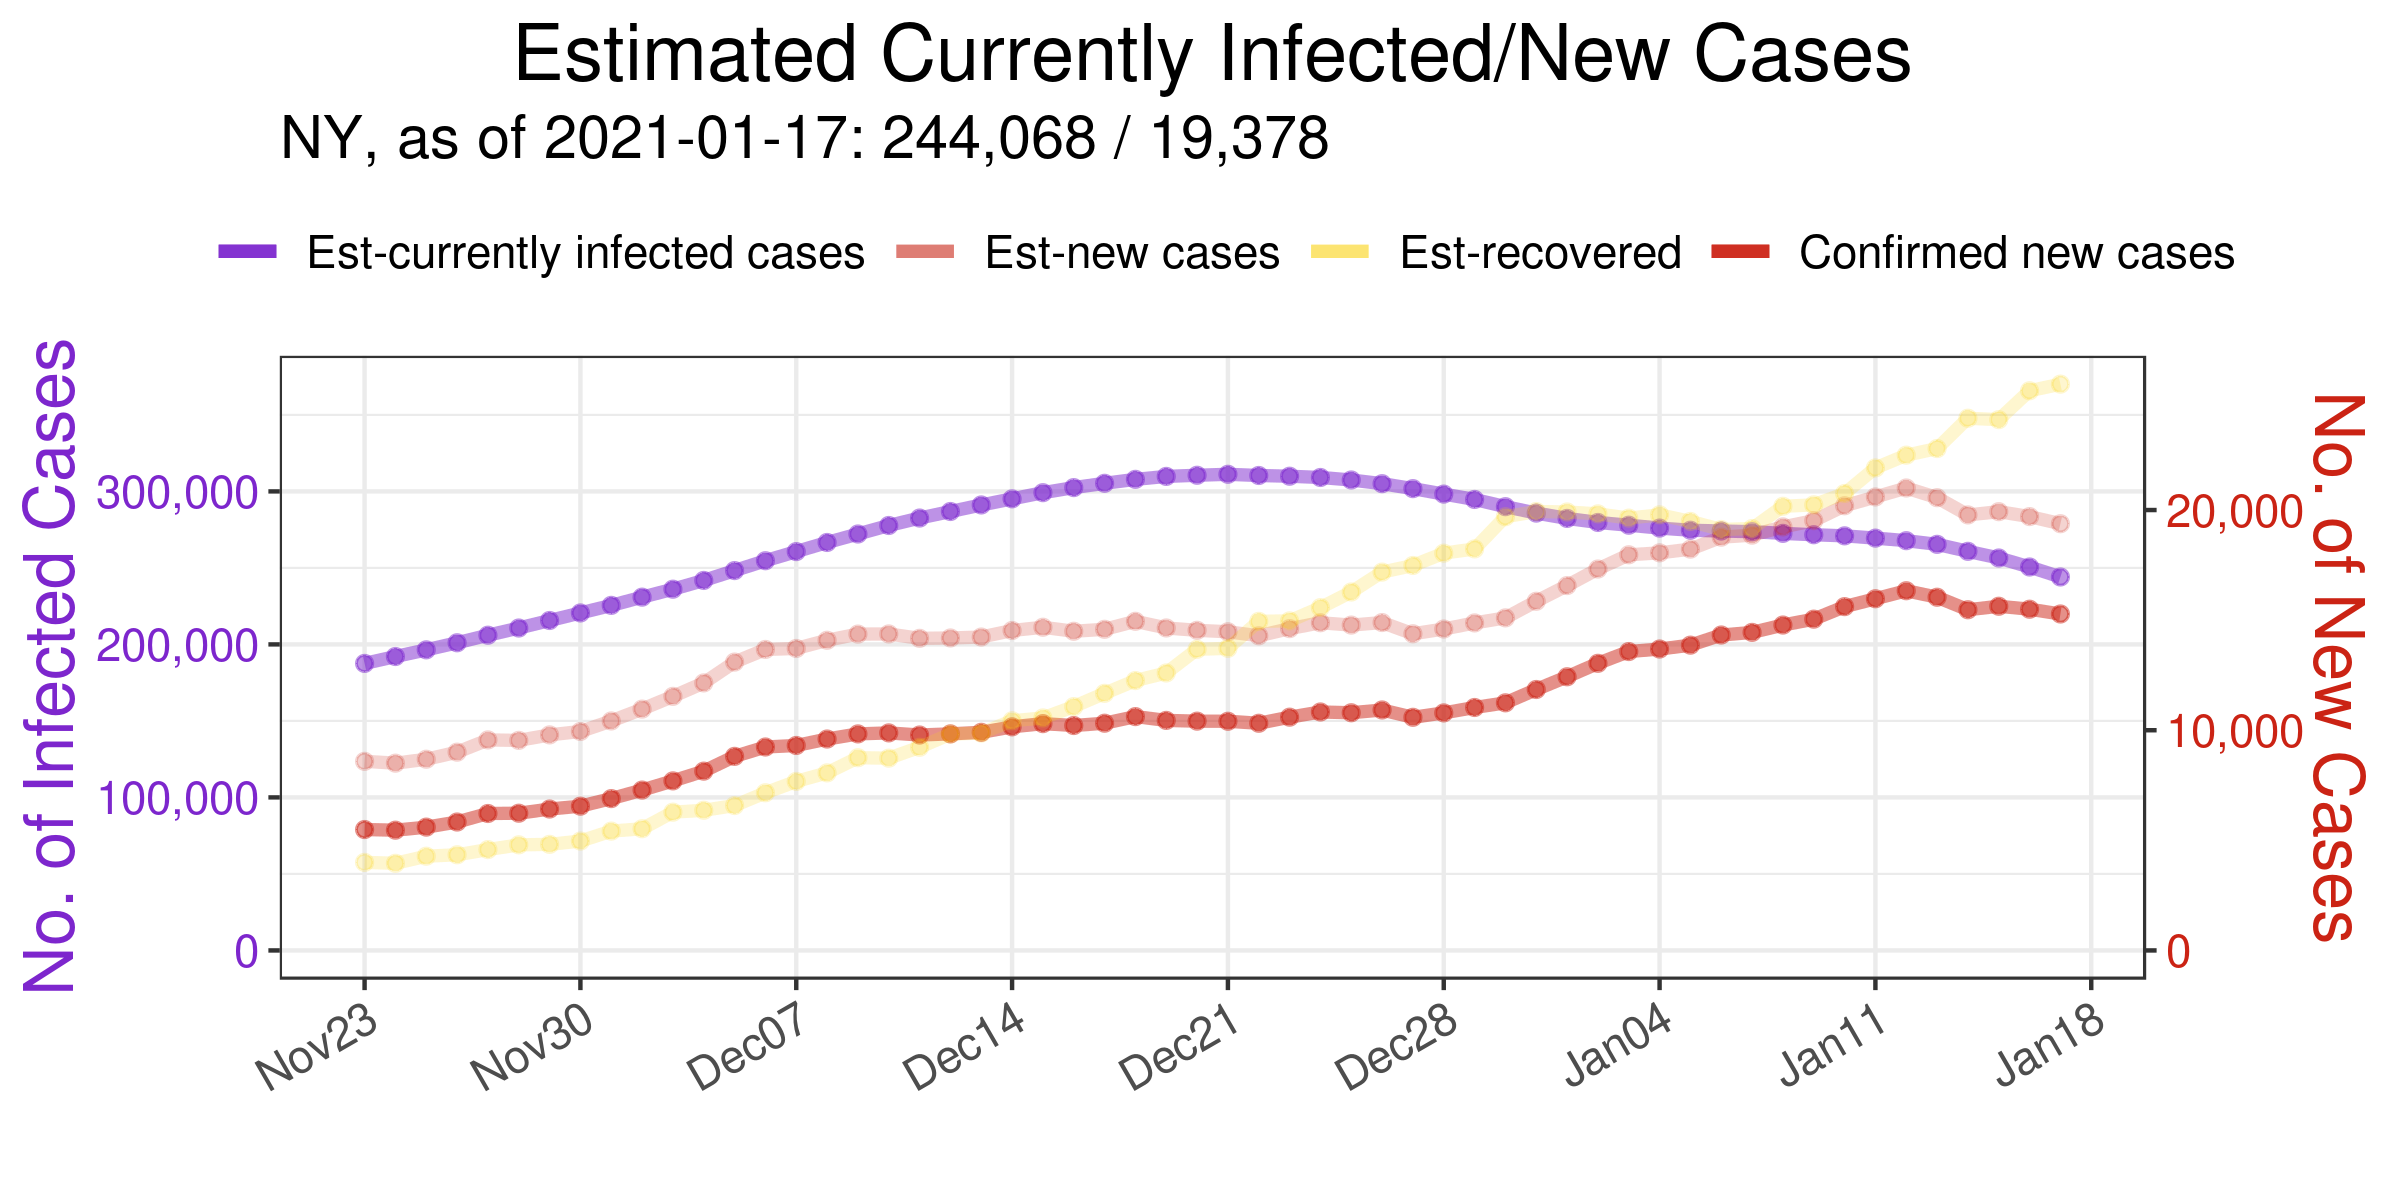 Estimated Currently Infected/New Cases
NY, as of 2021-01-17: 244,068 / 19,378
Est-currently infected cases Est-new cases Est-recovered Confirmed new cases
No. of Infected Cases
300,000
200,000
100,000
0
20,000
10,000
0
No. of New Cases
Nov23 Nov30 Dec07 Dec14 Dec21 Dec28 Jan04 Jan11 Jan18